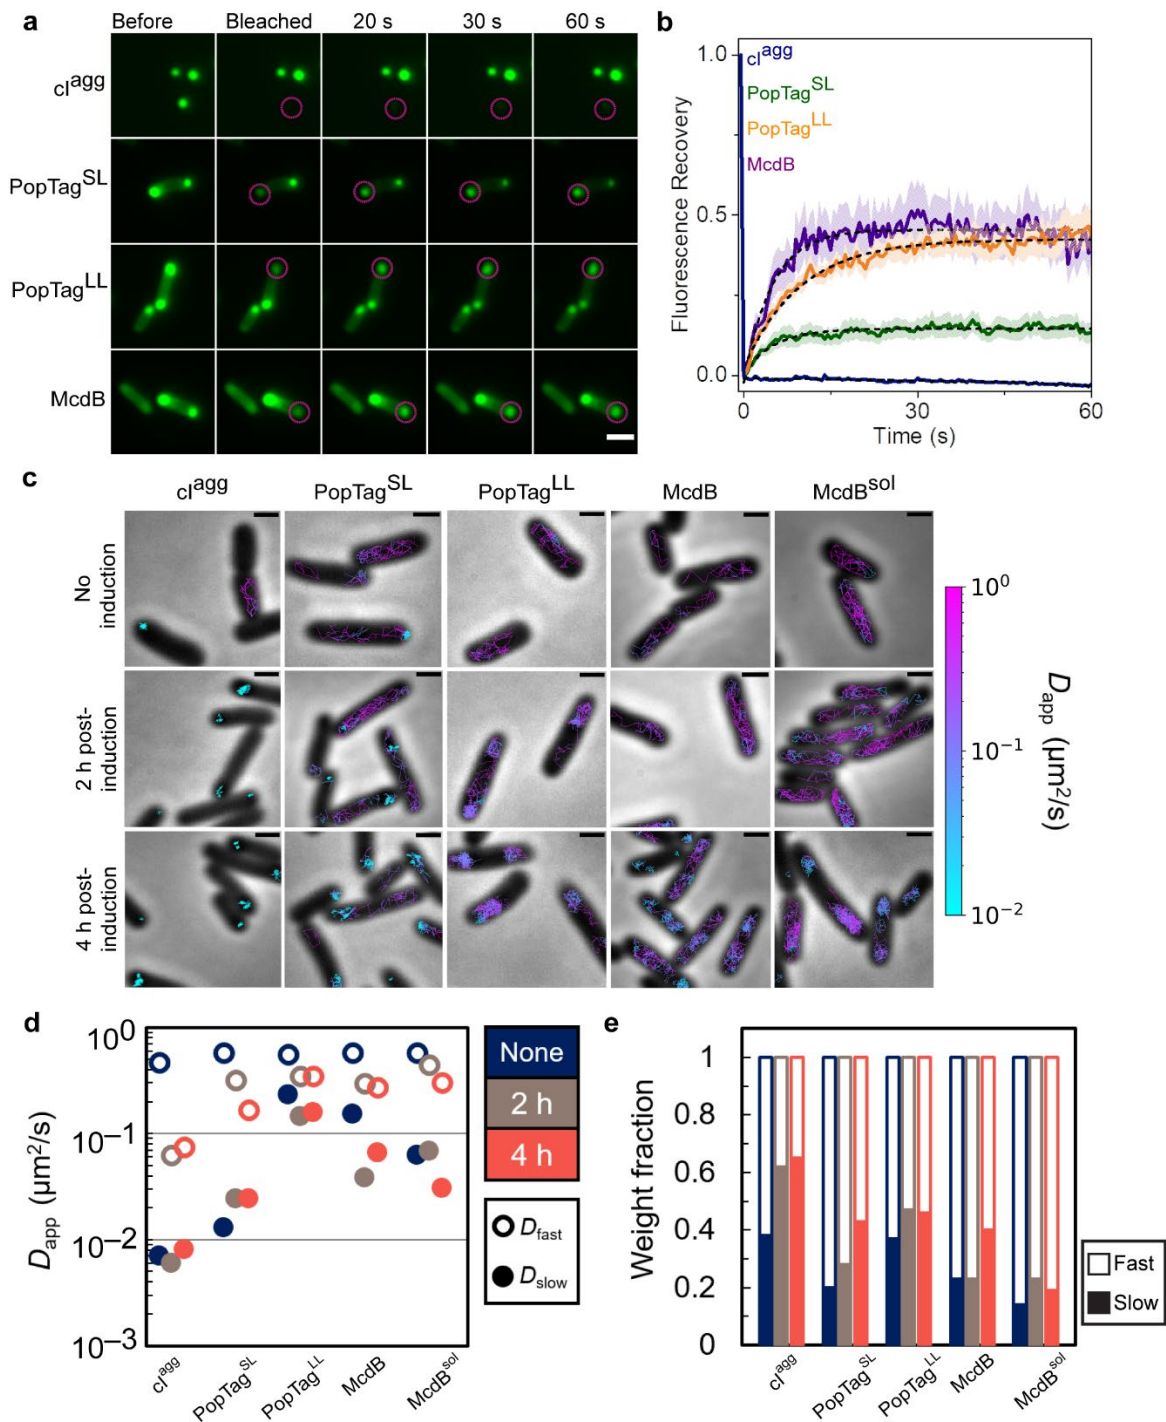 a
Before Bleached 20 s 30 s 60 s
cI^agg
PopTag^SL
PopTag^LL
McdB
b
1.0
0.5
0.0
Fluorescence Recovery
cI^agg
PopTag^SL
PopTag^LL
McdB
0 30 60
Time (s)
c
cI^agg PopTag^SL PopTag^LL McdB McdB^sol
No induction
2 h post-induction
4 h post-induction
10^0
10^−1
10^−2
D_app (μm²/s)
d
10^0
10^−1
10^−2
10^−3
D_app (μm²/s)
cI^agg PopTag^SL PopTag^LL McdB McdB^sol
None
2 h
4 h
D_fast
D_slow
e
1
0.8
0.6
0.4
0.2
0
Weight fraction
cI^agg PopTag^SL PopTag^LL McdB McdB^sol
Fast
Slow